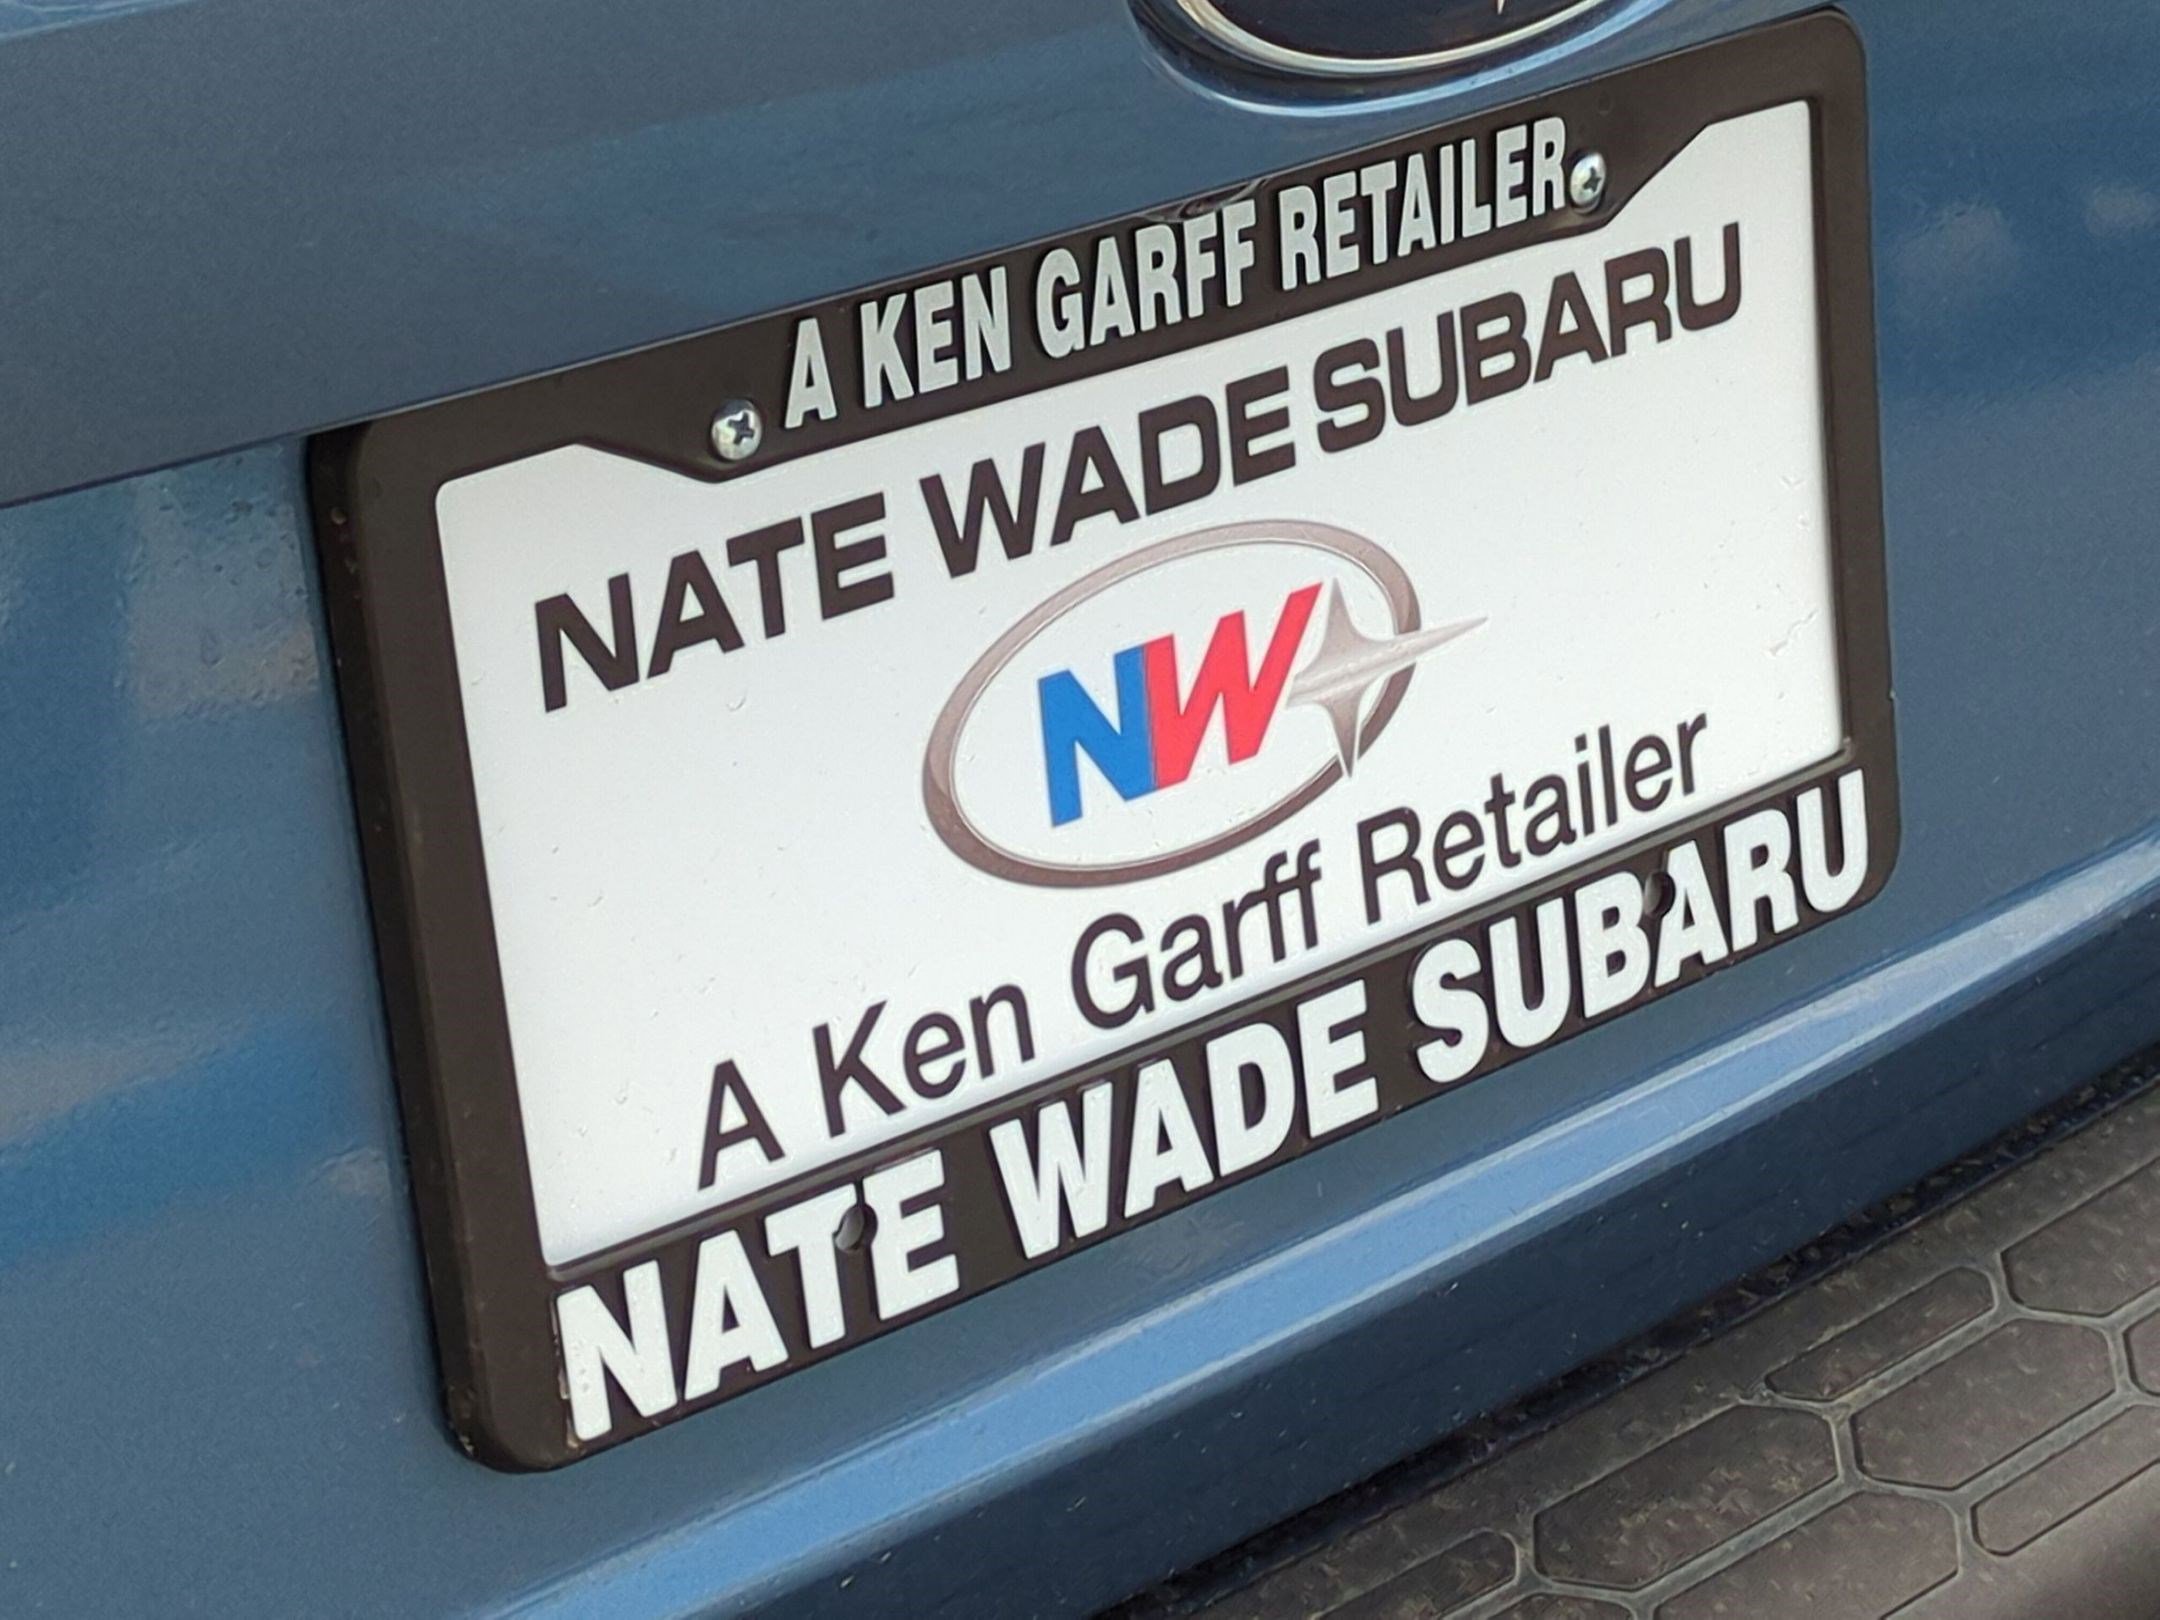 A KEN GARFF RETAILER
NATE WADE SUBARU
NW
A Ken Garff Retailer
NATE WADE SUBARU